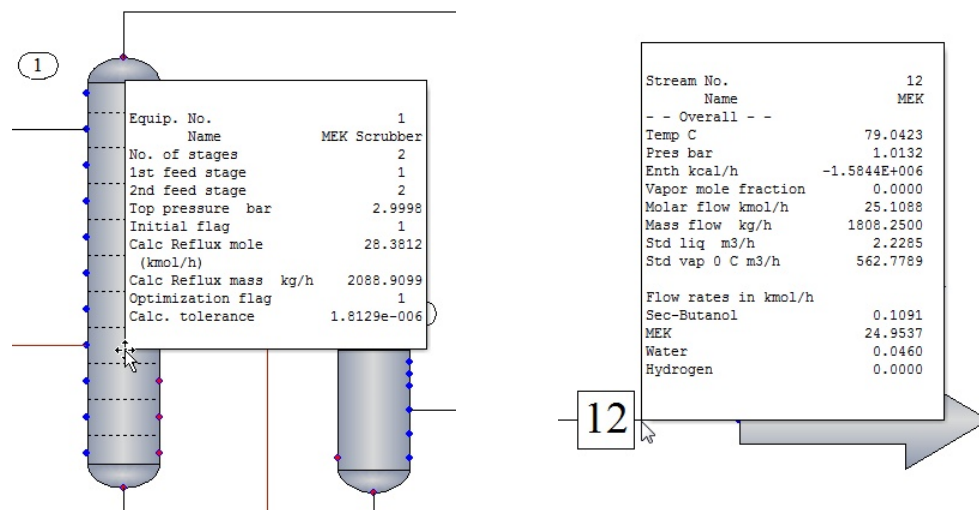 1
Equip. No. 1
Name MEK Scrubber
No. of stages 2
1st feed stage 1
2nd feed stage 2
Top pressure bar 2.9998
Initial flag 1
Calc Reflux mole 28.3812
(kmol/h)
Calc Reflux mass kg/h 2088.9099
Optimization flag 1
Calc. tolerance 1.8129e-006
Stream No. 12
Name MEK
- - Overall - -
Temp C 79.0423
Pres bar 1.0132
Enth kcal/h -1.5844E+006
Vapor mole fraction 0.0000
Molar flow kmol/h 25.1088
Mass flow kg/h 1808.2500
Std liq m3/h 2.2285
Std vap 0 C m3/h 562.7789
Flow rates in kmol/h
Sec-Butanol 0.1091
MEK 24.9537
Water 0.0460
Hydrogen 0.0000
12